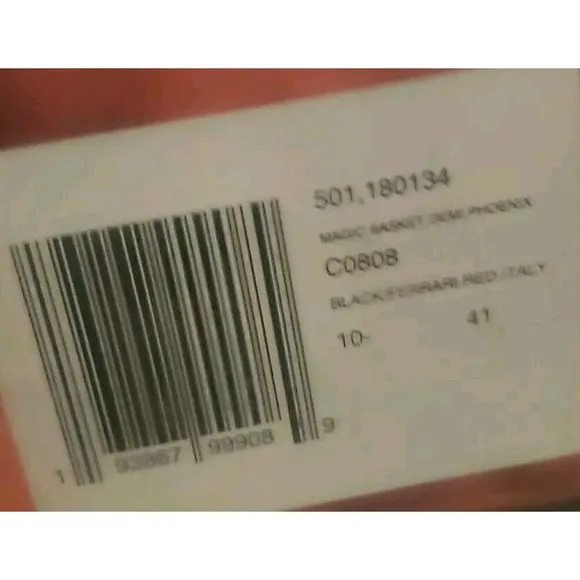 501.180134
MAGIC BASKET DEMI PHOENIX
C0808
BLACK/FERRARI RED ITALY
10- 41
1 93867 99908 9